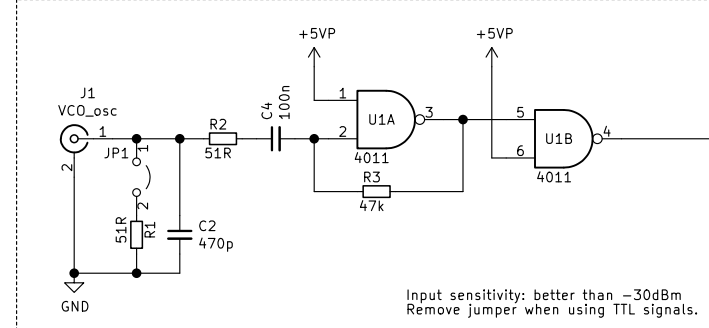 +5VP
+5VP
J1
VCO_osc
1
2
JP1
1
2
51R
R1
C2
470p
R2
51R
C4
100n
1
2
U1A
3
4011
R3
47k
5
6
U1B
4
4011
GND
Input sensitivity: better than −30dBm
Remove jumper when using TTL signals.